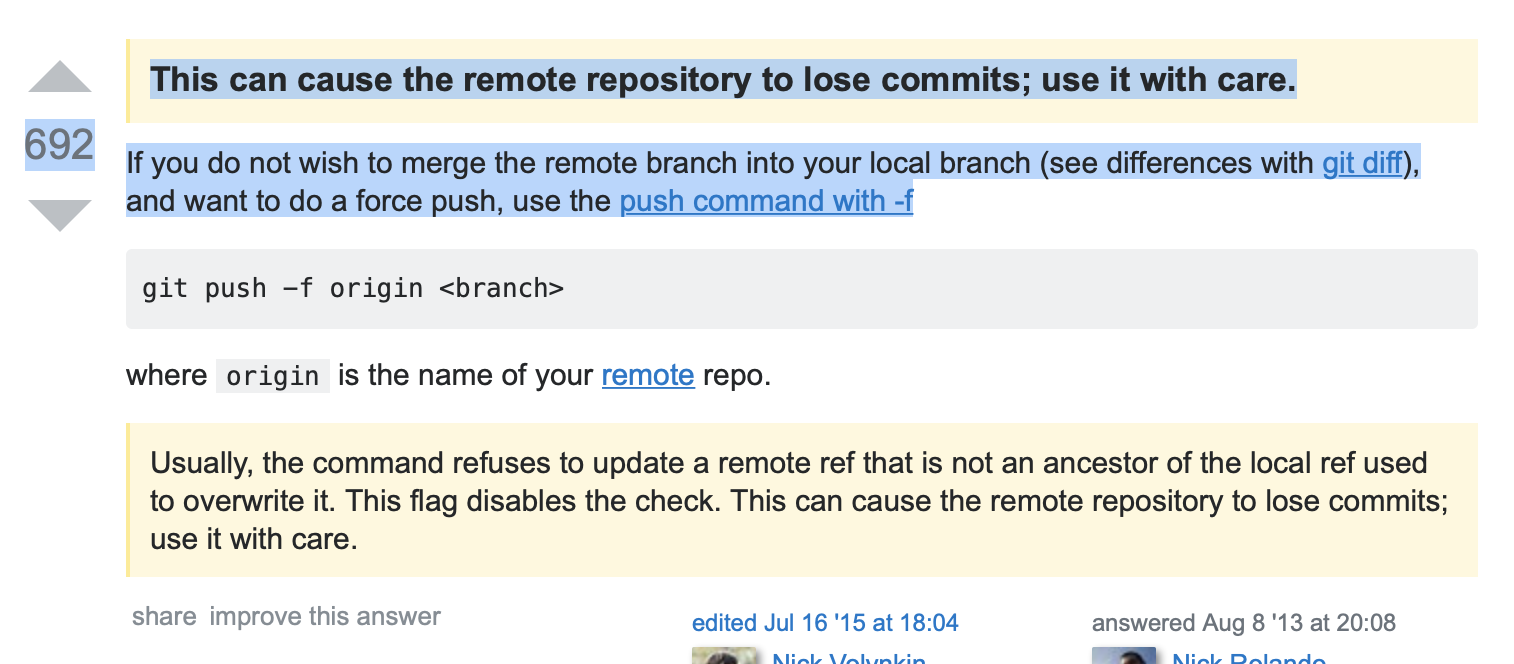 This can cause the remote repository to lose commits; use it with care.
692
If you do not wish to merge the remote branch into your local branch (see differences with git diff),
and want to do a force push, use the push command with -f
git push -f origin <branch>
where origin is the name of your remote repo.
Usually, the command refuses to update a remote ref that is not an ancestor of the local ref used
to overwrite it. This flag disables the check. This can cause the remote repository to lose commits;
use it with care.
share improve this answer
edited Jul 16 '15 at 18:04
answered Aug 8 '13 at 20:08
Nick Volynkin
Nick Rolando